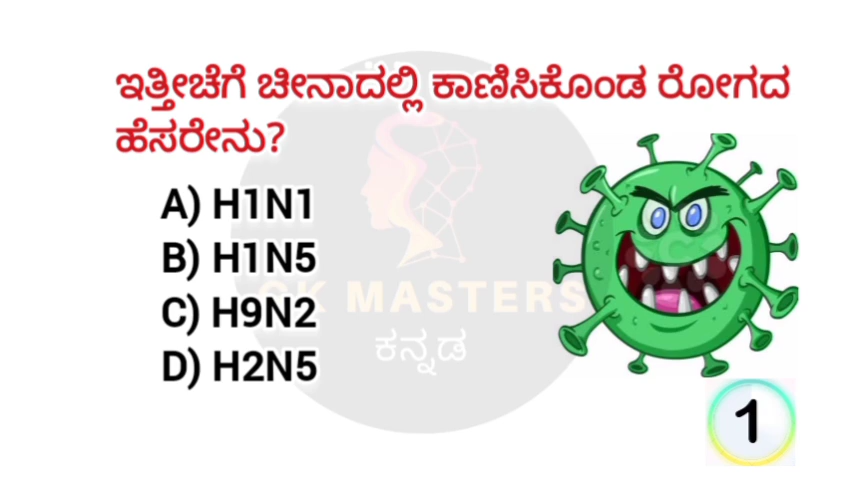 ಇತ್ತೀಚೆಗೆ ಚೀನಾದಲ್ಲಿ ಕಾಣಿಸಿಕೊಂಡ ರೋಗದ
ಹೆಸರೇನು?
A) H1N1
B) H1N5
C) H9N2
D) H2N5
GK MASTERS
ಕನ್ನಡ
1